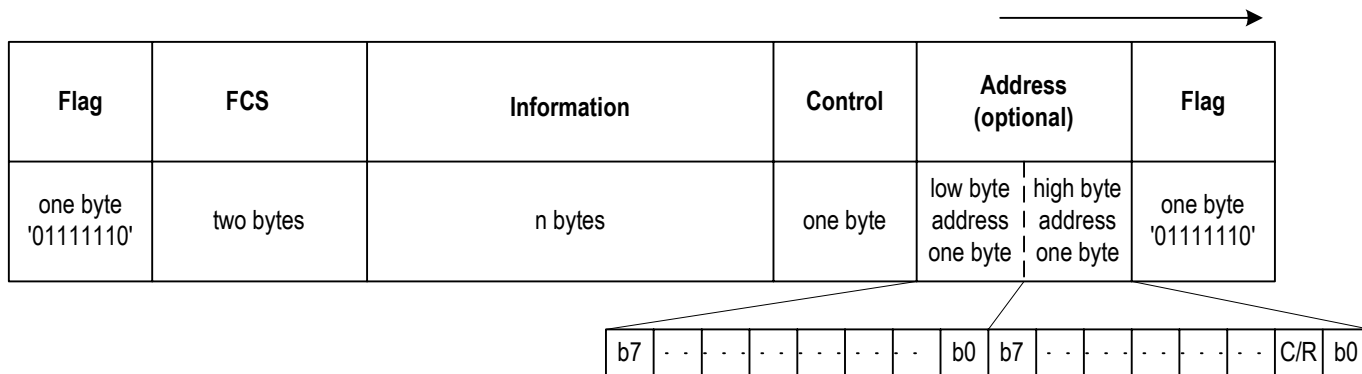 Flag
FCS
Information
Control
Address
(optional)
Flag
one byte
'01111110'
two bytes
n bytes
one byte
low byte
address
one byte
high byte
address
one byte
one byte
'01111110'
b7 - - - - - - - - - - - - b0 b7 - - - - - - - - - - - - C/R b0